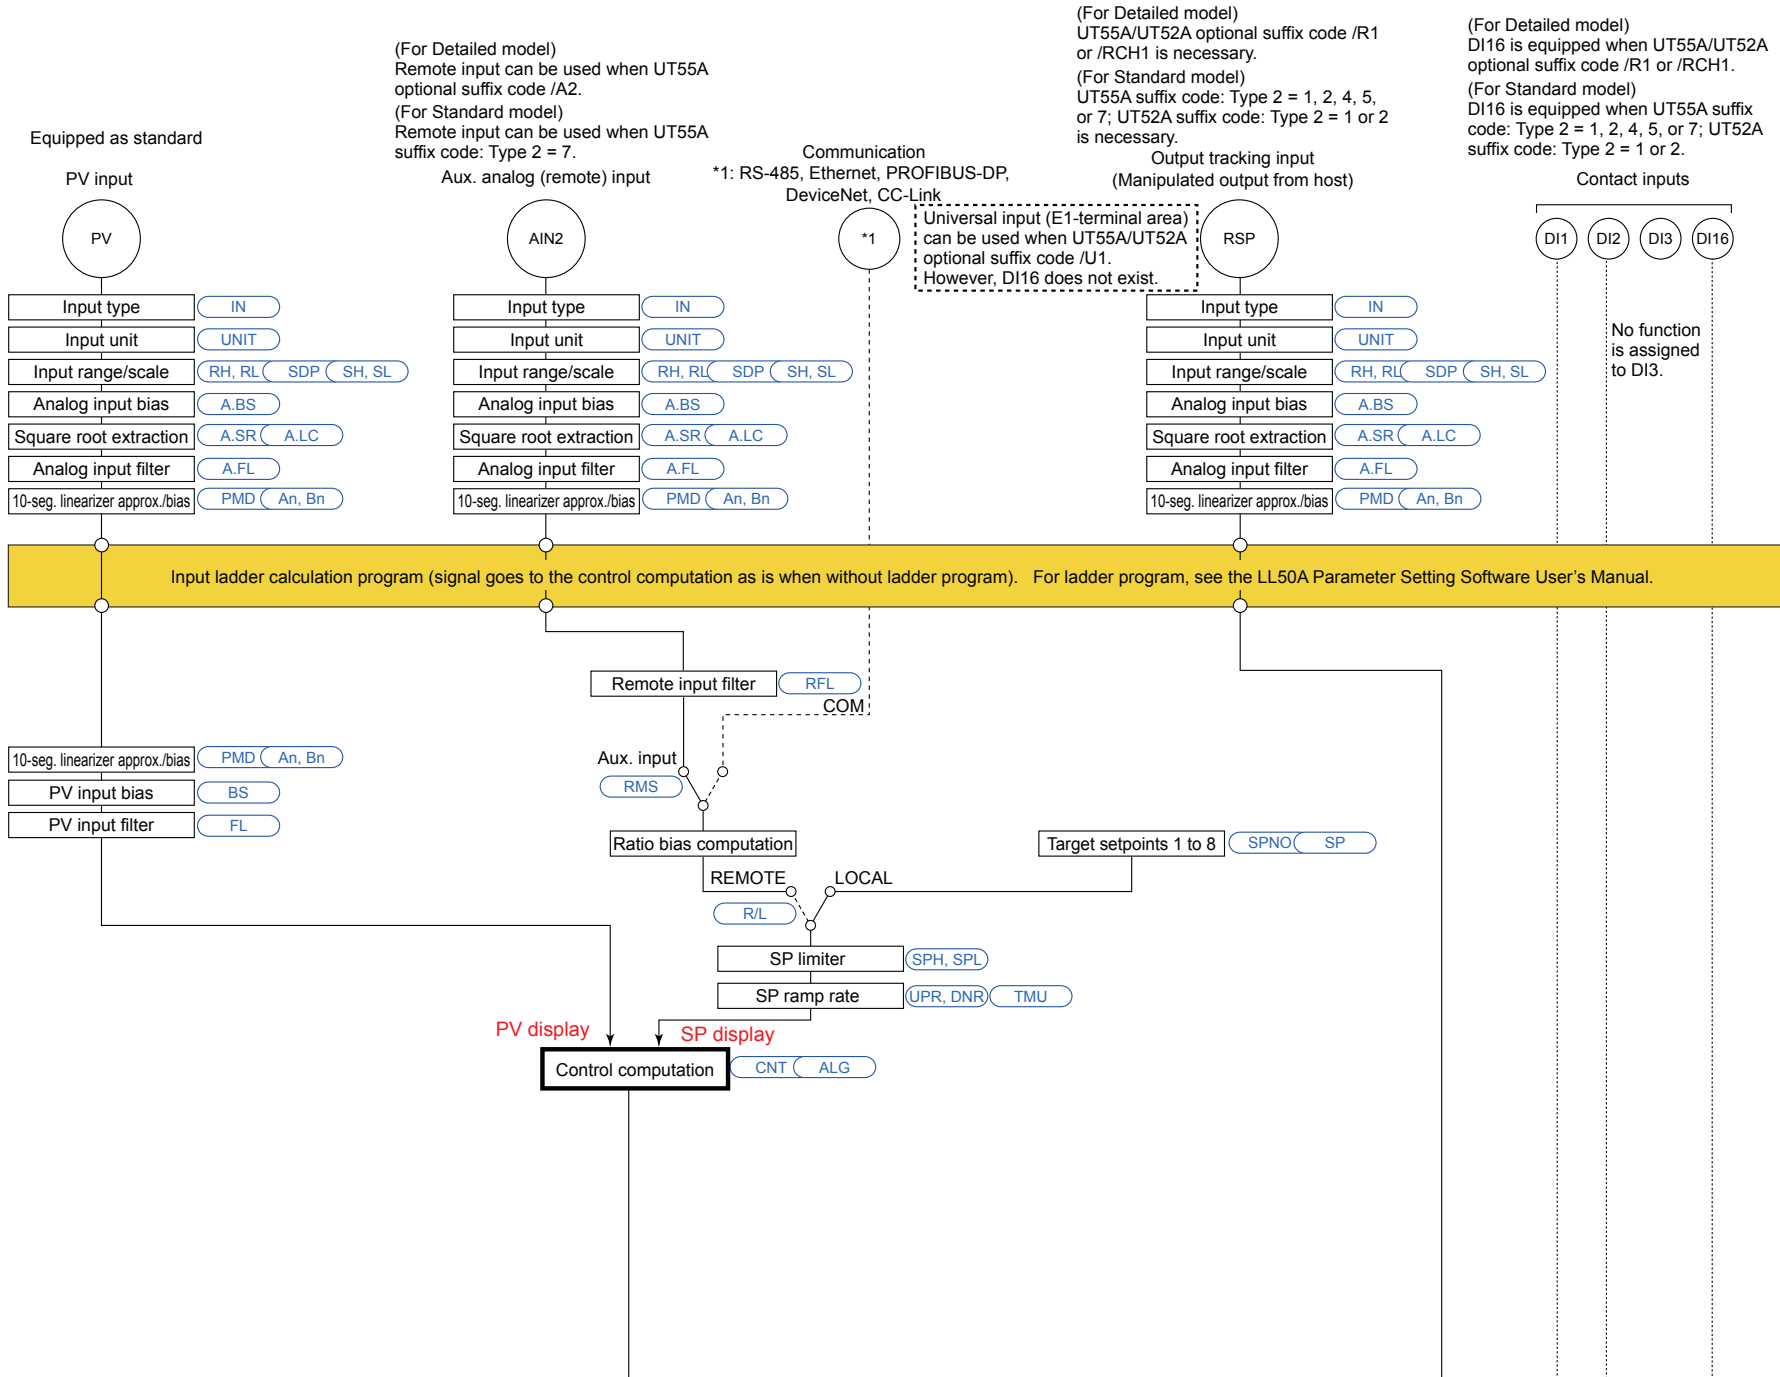 (For Detailed model)
Remote input can be used when UT55A
optional suffix code /A2.
(For Standard model)
Remote input can be used when UT55A
suffix code: Type 2 = 7.
(For Detailed model)
UT55A/UT52A optional suffix code /R1
or /RCH1 is necessary.
(For Standard model)
UT55A suffix code: Type 2 = 1, 2, 4, 5,
or 7; UT52A suffix code: Type 2 = 1 or 2
is necessary.
(For Detailed model)
DI16 is equipped when UT55A/UT52A
optional suffix code /R1 or /RCH1.
(For Standard model)
DI16 is equipped when UT55A suffix
code: Type 2 = 1, 2, 4, 5, or 7; UT52A
suffix code: Type 2 = 1 or 2.
Equipped as standard
PV input
Aux. analog (remote) input
Communication
*1: RS-485, Ethernet, PROFIBUS-DP,
DeviceNet, CC-Link
Output tracking input
(Manipulated output from host)
Contact inputs
PV
AIN2
*1
Universal input (E1-terminal area)
can be used when UT55A/UT52A
optional suffix code /U1.
However, DI16 does not exist.
RSP
DI1 DI2 DI3 DI16
Input type IN
Input unit UNIT
Input range/scale RH, RL SDP SH, SL
Analog input bias A.BS
Square root extraction A.SR A.LC
Analog input filter A.FL
10-seg. linearizer approx./bias PMD An, Bn
Input type IN
Input unit UNIT
Input range/scale RH, RL SDP SH, SL
Analog input bias A.BS
Square root extraction A.SR A.LC
Analog input filter A.FL
10-seg. linearizer approx./bias PMD An, Bn
Input type IN
Input unit UNIT
Input range/scale RH, RL SDP SH, SL
Analog input bias A.BS
Square root extraction A.SR A.LC
Analog input filter A.FL
10-seg. linearizer approx./bias PMD An, Bn
No function
is assigned
to DI3.
Input ladder calculation program (signal goes to the control computation as is when without ladder program). For ladder program, see the LL50A Parameter Setting Software User's Manual.
Remote input filter RFL
COM
10-seg. linearizer approx./bias PMD An, Bn
PV input bias BS
PV input filter FL
Aux. input
RMS
Ratio bias computation
Target setpoints 1 to 8 SPNO SP
REMOTE LOCAL
R/L
SP limiter SPH, SPL
SP ramp rate UPR, DNR TMU
PV display SP display
Control computation CNT ALG